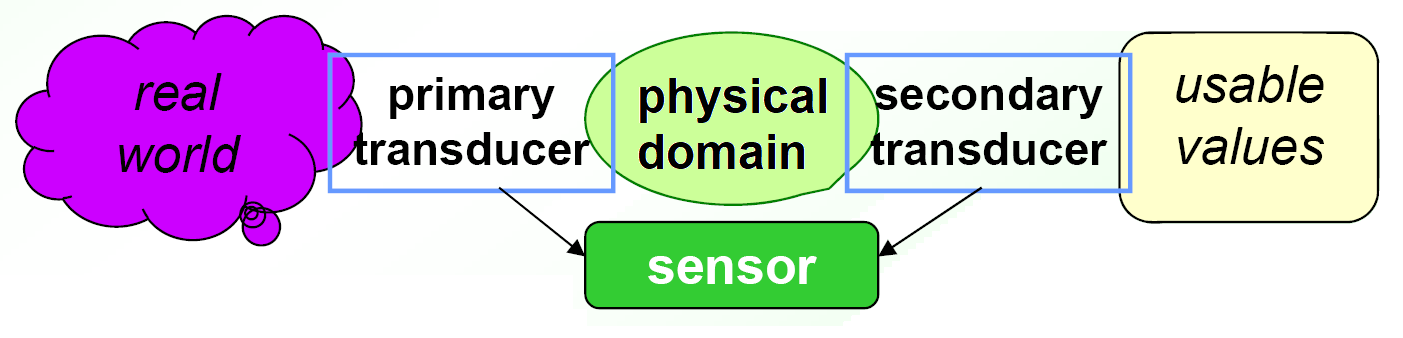 real
world
primary
transducer
physical
domain
secondary
transducer
usable
values
sensor